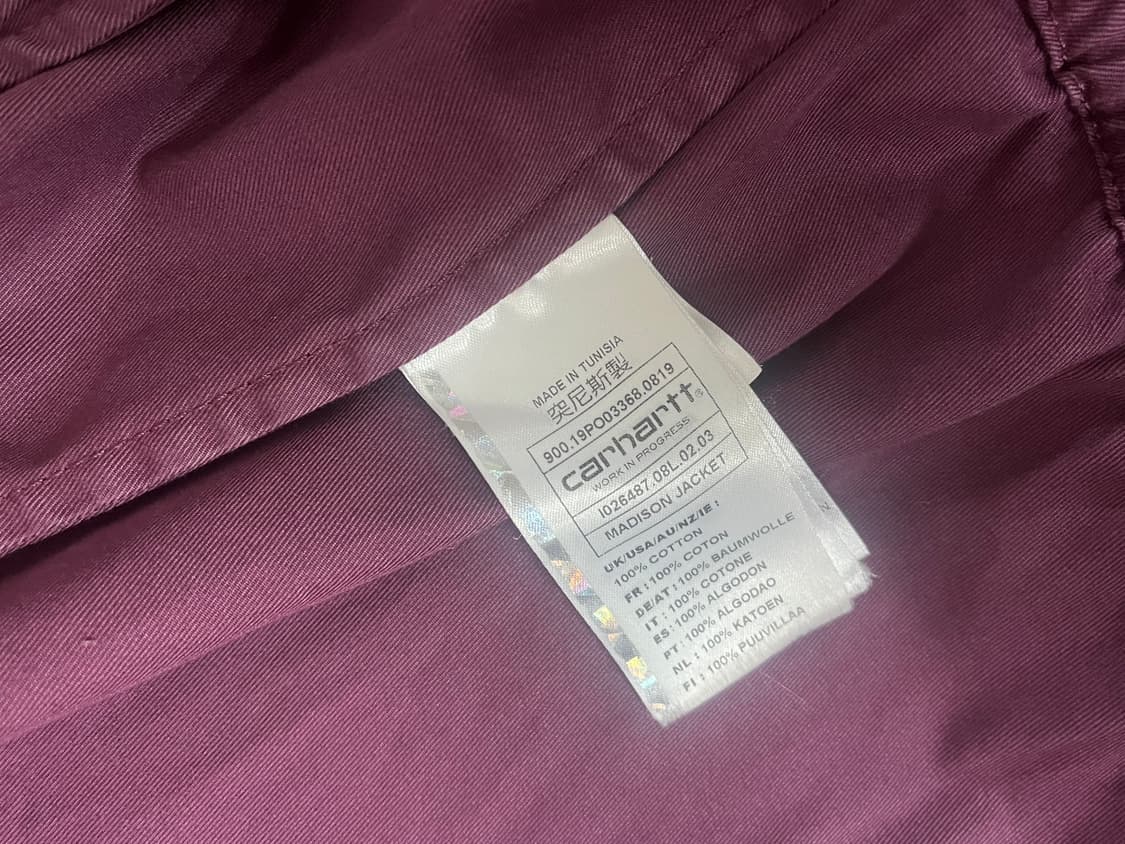 MADE IN TUNISIA
突尼斯製
900.19PO03368.0819
carhartt®
WORK IN PROGRESS
I026487.08L.02.03
MADISON JACKET
UK/USA/AU/NZ/IE :
100% COTTON
FR : 100% COTON
DE/AT : 100% BAUMWOLLE
IT : 100% COTONE
ES: 100% ALGODON
PT: 100% ALGODAO
NL : 100% KATOEN
FI : 100% PUUVILLAA